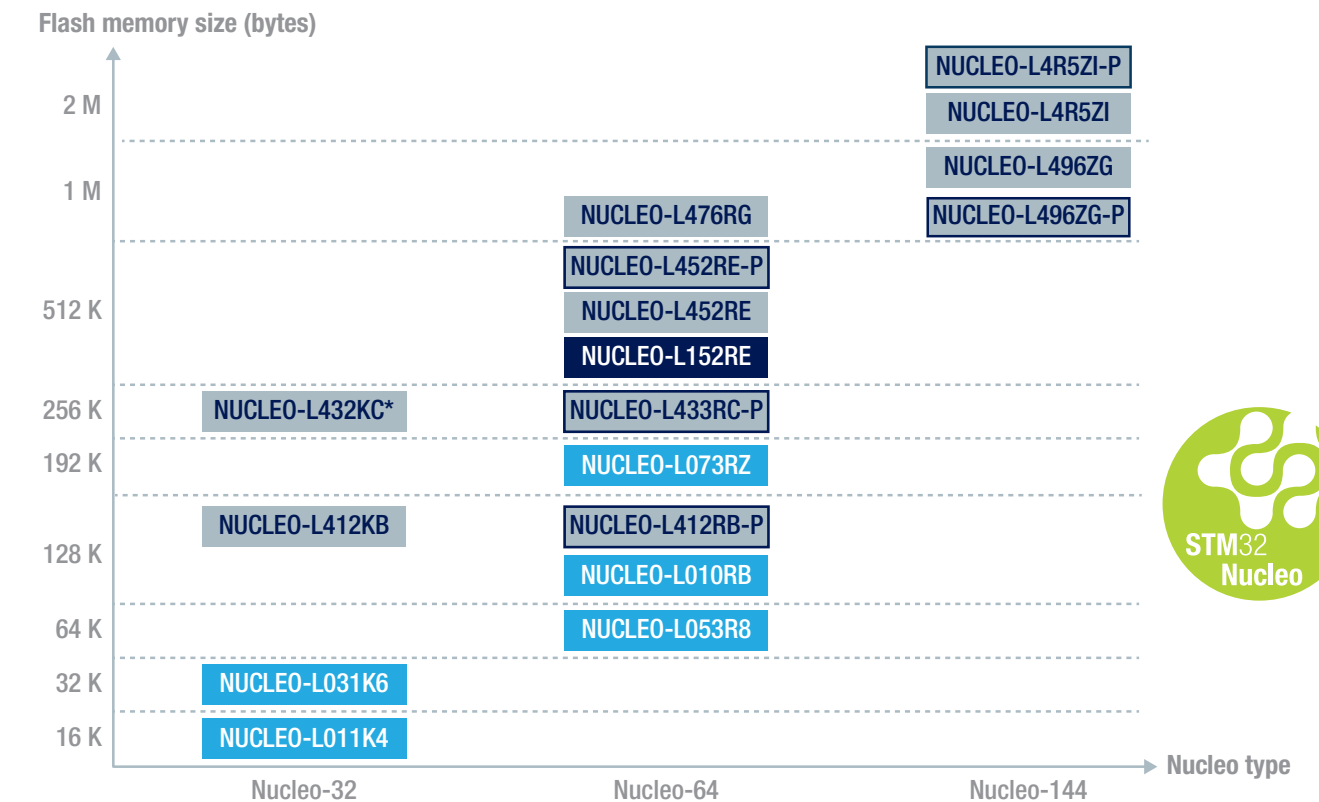 Flash memory size (bytes)
NUCLEO-L4R5ZI-P
2 M
NUCLEO-L4R5ZI
NUCLEO-L496ZG
1 M
NUCLEO-L476RG
NUCLEO-L496ZG-P
NUCLEO-L452RE-P
512 K
NUCLEO-L452RE
NUCLEO-L152RE
256 K
NUCLEO-L432KC*
NUCLEO-L433RC-P
192 K
NUCLEO-L073RZ
NUCLEO-L412KB
NUCLEO-L412RB-P
128 K
NUCLEO-L010RB
STM32
Nucleo
64 K
NUCLEO-L053R8
32 K
NUCLEO-L031K6
16 K
NUCLEO-L011K4
Nucleo type
Nucleo-32
Nucleo-64
Nucleo-144